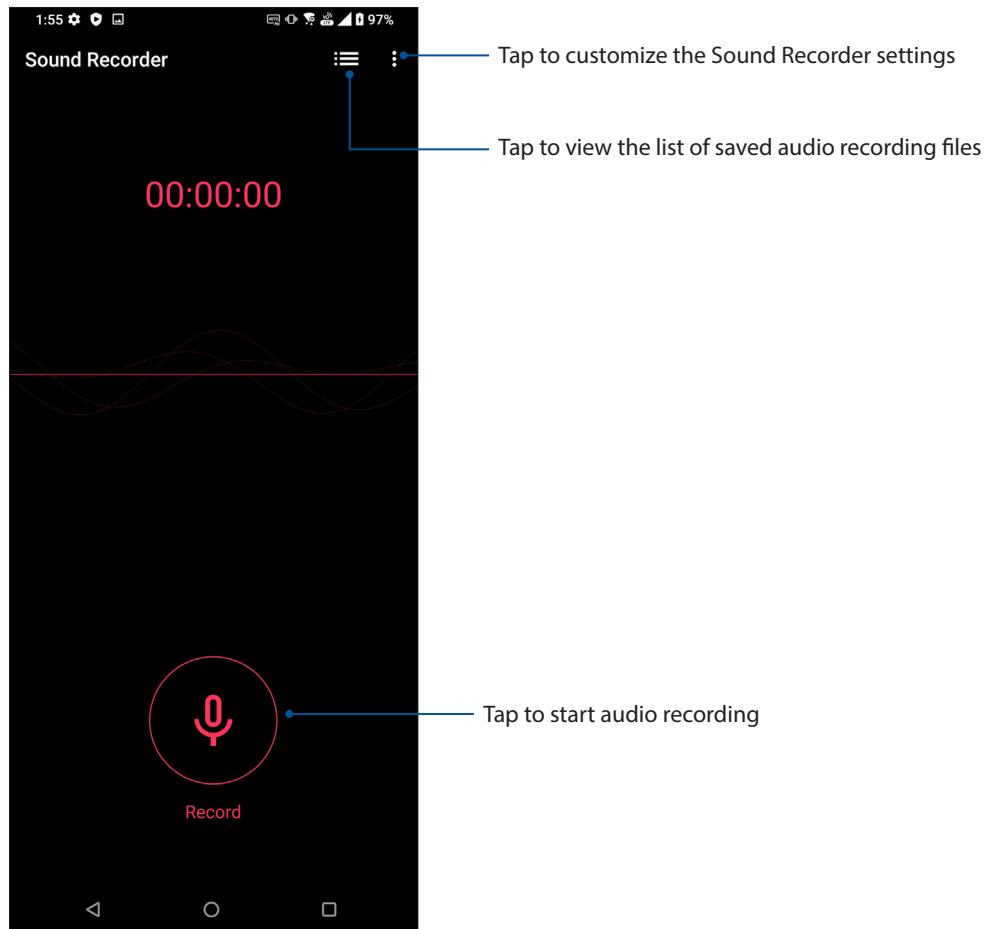 1:55 97%
Sound Recorder
Tap to customize the Sound Recorder settings
Tap to view the list of saved audio recording files
00:00:00
Tap to start audio recording
Record